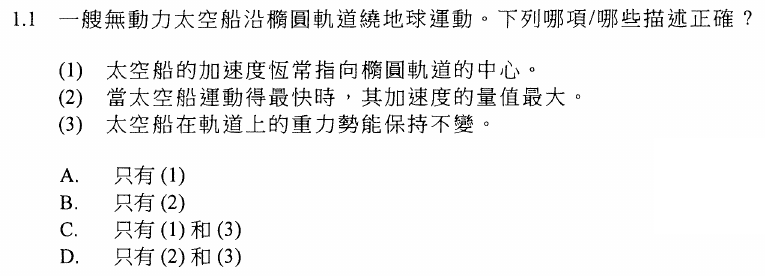 1.1 一艘無動力太空船沿橢圓軌道繞地球運動。下列哪項/哪些描述正確？
(1) 太空船的加速度恆常指向橢圓軌道的中心。
(2) 當太空船運動得最快時，其加速度的量值最大。
(3) 太空船在軌道上的重力勢能保持不變。
A. 只有 (1)
B. 只有 (2)
C. 只有 (1) 和 (3)
D. 只有 (2) 和 (3)